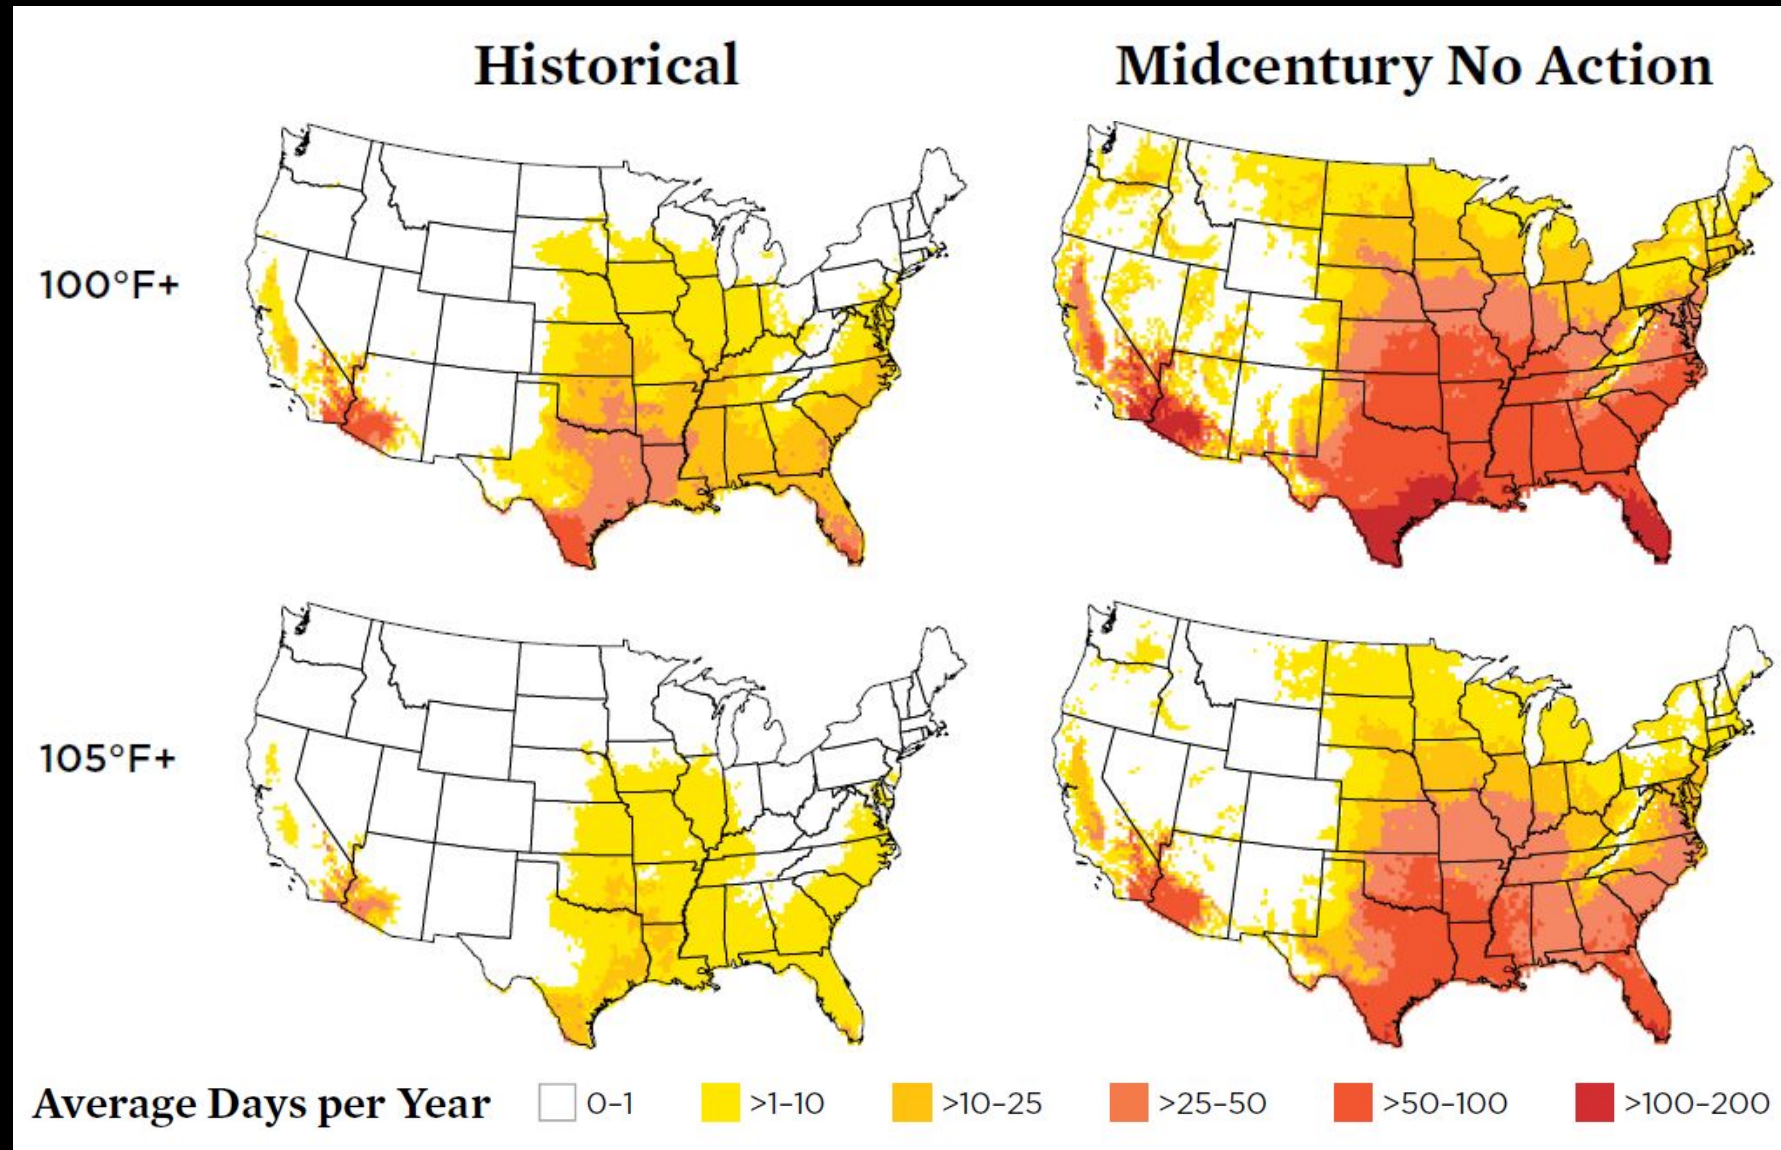 Historical
Midcentury No Action
100°F+
105°F+
Average Days per Year
0–1
>1–10
>10–25
>25–50
>50–100
>100–200